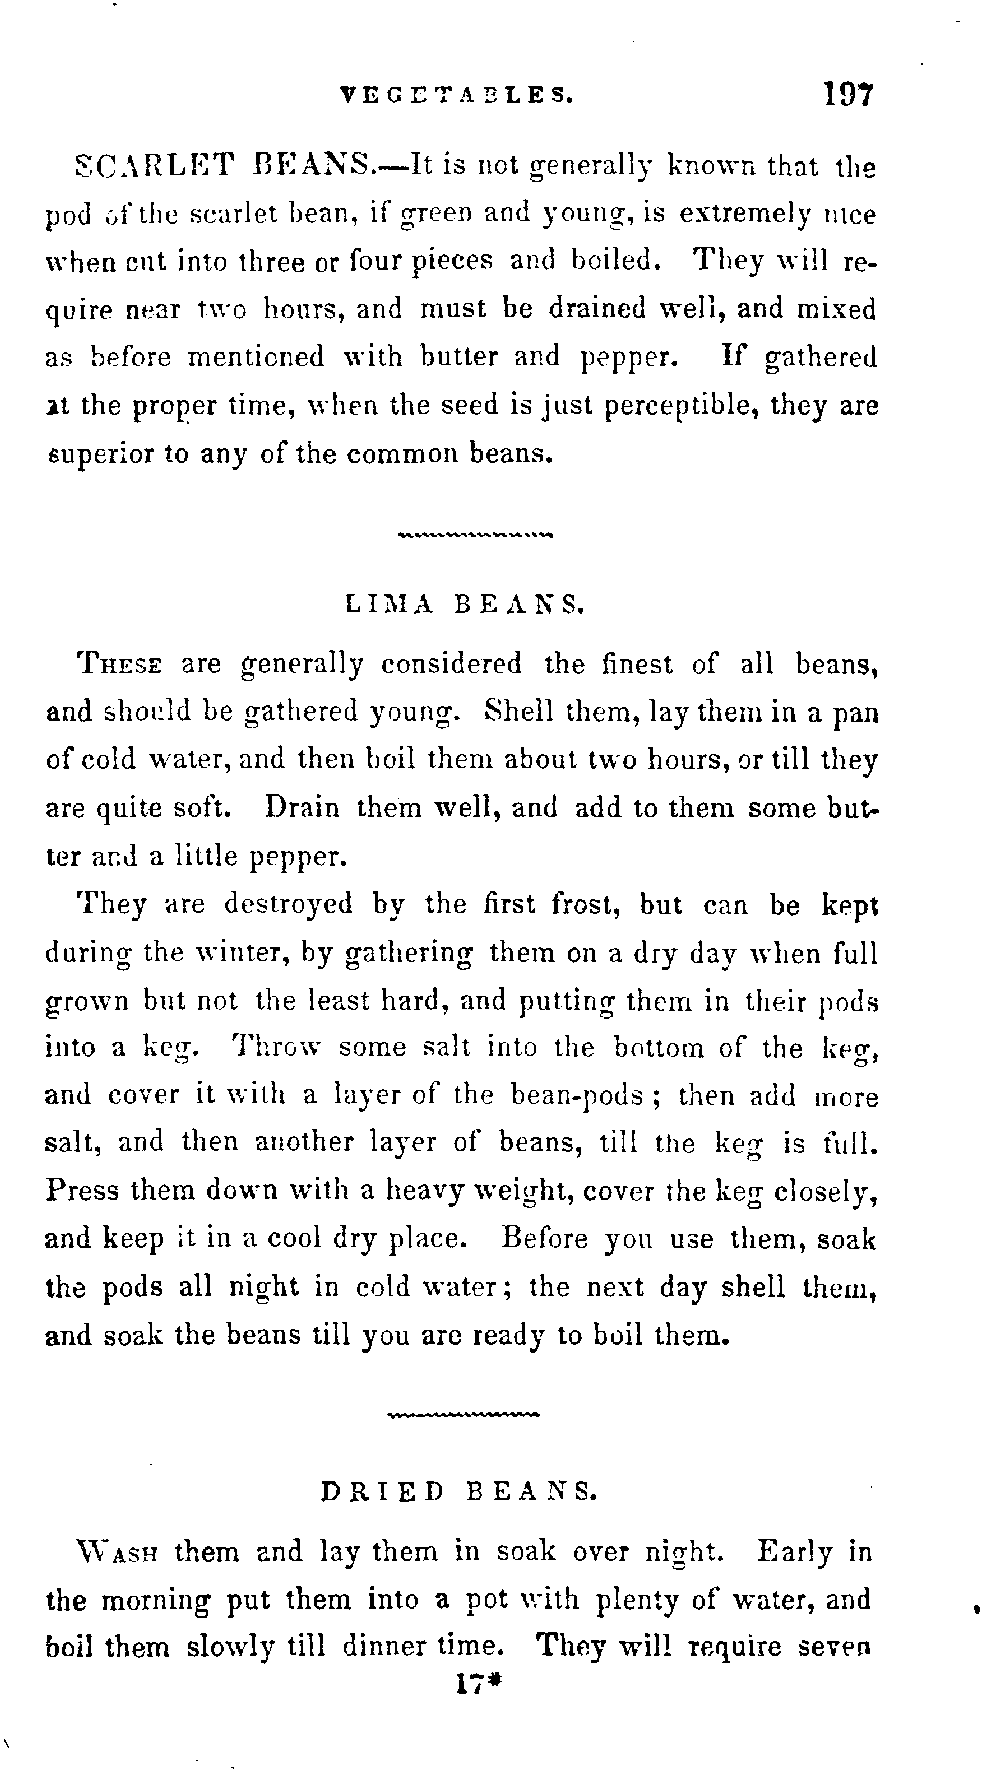 VEGETABLES. 197
SCARLET BEANS.—It is not generally known that the
pod of the scarlet bean, if green and young, is extremely nice
when cut into three or four pieces and boiled. They will re-
quire near two hours, and must be drained well, and mixed
as before mentioned with butter and pepper. If gathered
at the proper time, when the seed is just perceptible, they are
superior to any of the common beans.
LIMA BEANS.
THESE are generally considered the finest of all beans,
and should be gathered young. Shell them, lay them in a pan
of cold water, and then boil them about two hours, or till they
are quite soft. Drain them well, and add to them some but-
ter and a little pepper.
They are destroyed by the first frost, but can be kept
during the winter, by gathering them on a dry day when full
grown but not the least hard, and putting them in their pods
into a keg. Throw some salt into the bottom of the keg,
and cover it with a layer of the bean-pods; then add more
salt, and then another layer of beans, till the keg is full.
Press them down with a heavy weight, cover the keg closely,
and keep it in a cool dry place. Before you use them, soak
the pods all night in cold water; the next day shell them,
and soak the beans till you are ready to boil them.
DRIED BEANS.
WASH them and lay them in soak over night. Early in
the morning put them into a pot with plenty of water, and
boil them slowly till dinner time. They will require seven
17*